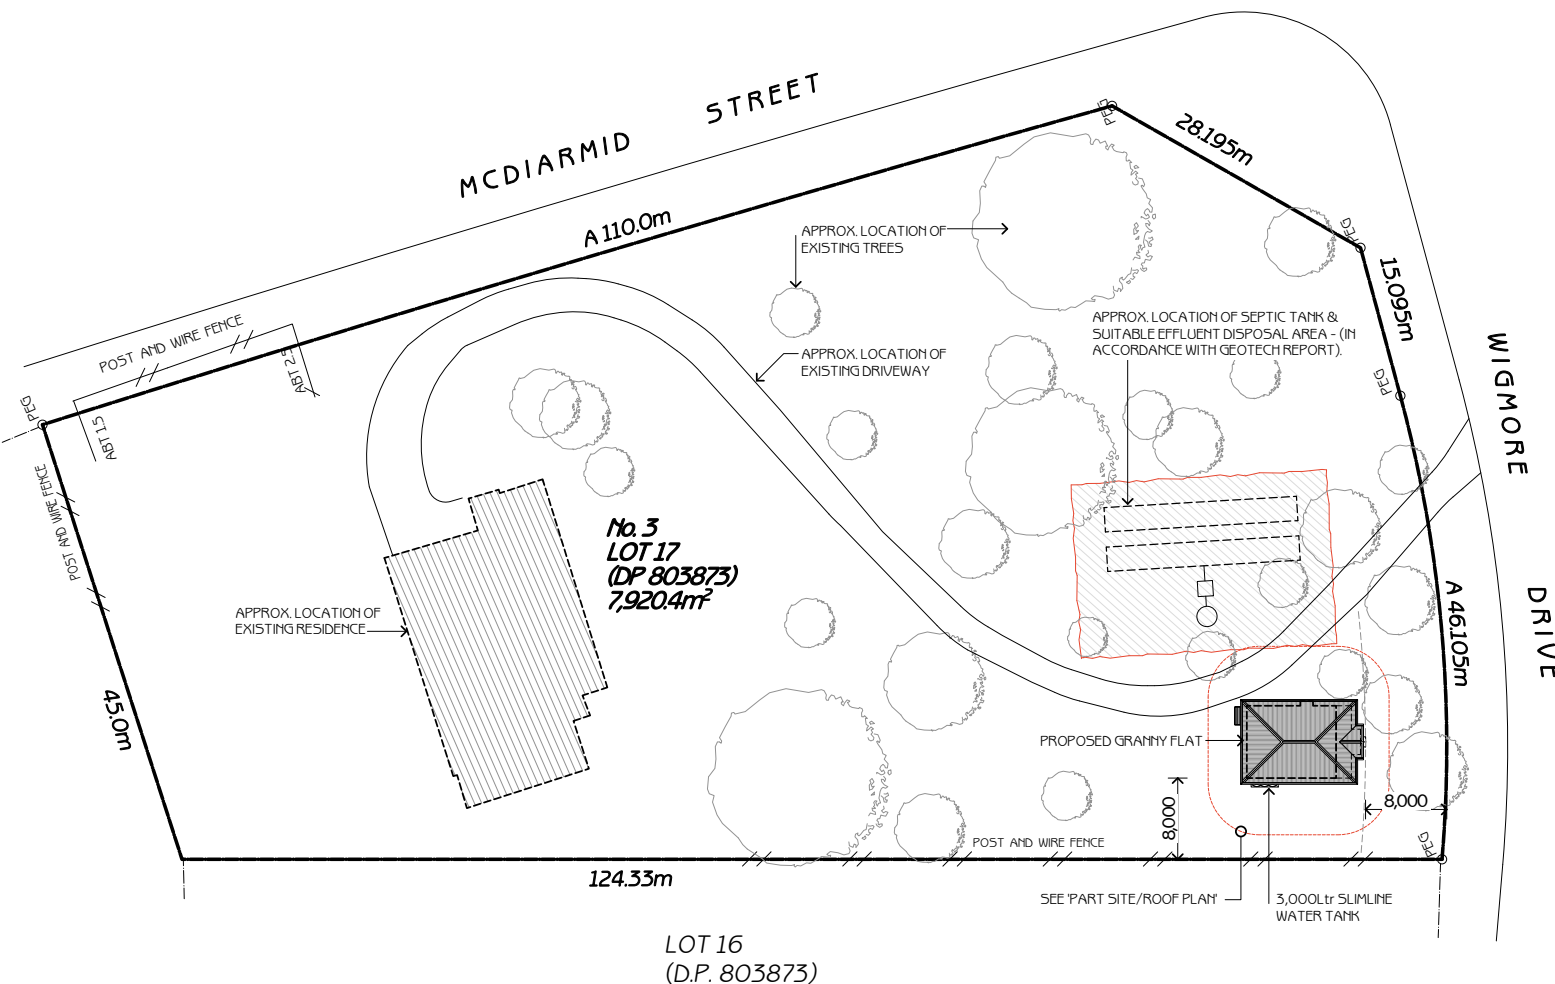 MCDIARMID STREET
PEG
28.195m
A 110.0m
APPROX. LOCATION OF
EXISTING TREES
PEG
15.095m
POST AND WIRE FENCE
ABT 2.5
APPROX. LOCATION OF SEPTIC TANK &
SUITABLE EFFLUENT DISPOSAL AREA - (IN
ACCORDANCE WITH GEOTECH REPORT).
APPROX. LOCATION OF
EXISTING DRIVEWAY
PEG
WIGMORE DRIVE
PEG
ABT 1.5
POST AND WIRE FENCE
No. 3
LOT 17
(DP 803873)
7,920.4m²
APPROX. LOCATION OF
EXISTING RESIDENCE
A 46.105m
45.0m
PROPOSED GRANNY FLAT
8,000
8,000
POST AND WIRE FENCE
PEG
124.33m
SEE 'PART SITE/ROOF PLAN'
3,000Ltr SLIMLINE
WATER TANK
LOT 16
(D.P. 803873)